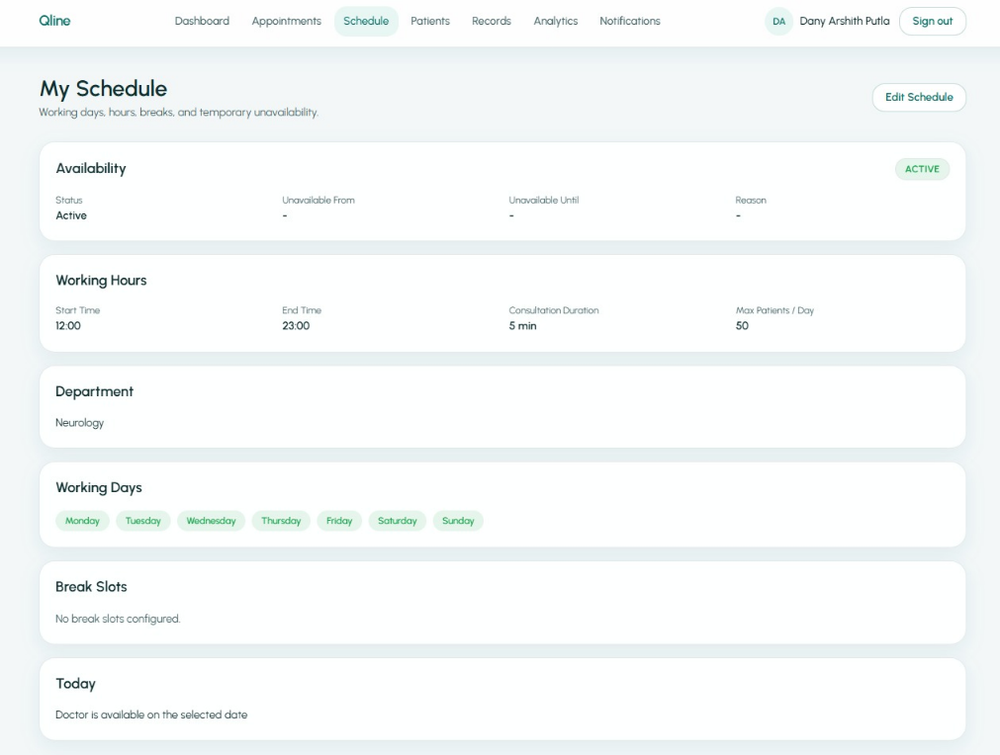 Qline Dashboard Appointments Schedule Patients Records Analytics Notifications DA Dany Arshith Putla Sign out
My Schedule
Edit Schedule
Working days, hours, breaks, and temporary unavailability.
Availability ACTIVE
Status Unavailable From Unavailable Until Reason
Active - - -
Working Hours
Start Time End Time Consultation Duration Max Patients / Day
12:00 23:00 5 min 50
Department
Neurology
Working Days
Monday Tuesday Wednesday Thursday Friday Saturday Sunday
Break Slots
No break slots configured.
Today
Doctor is available on the selected date